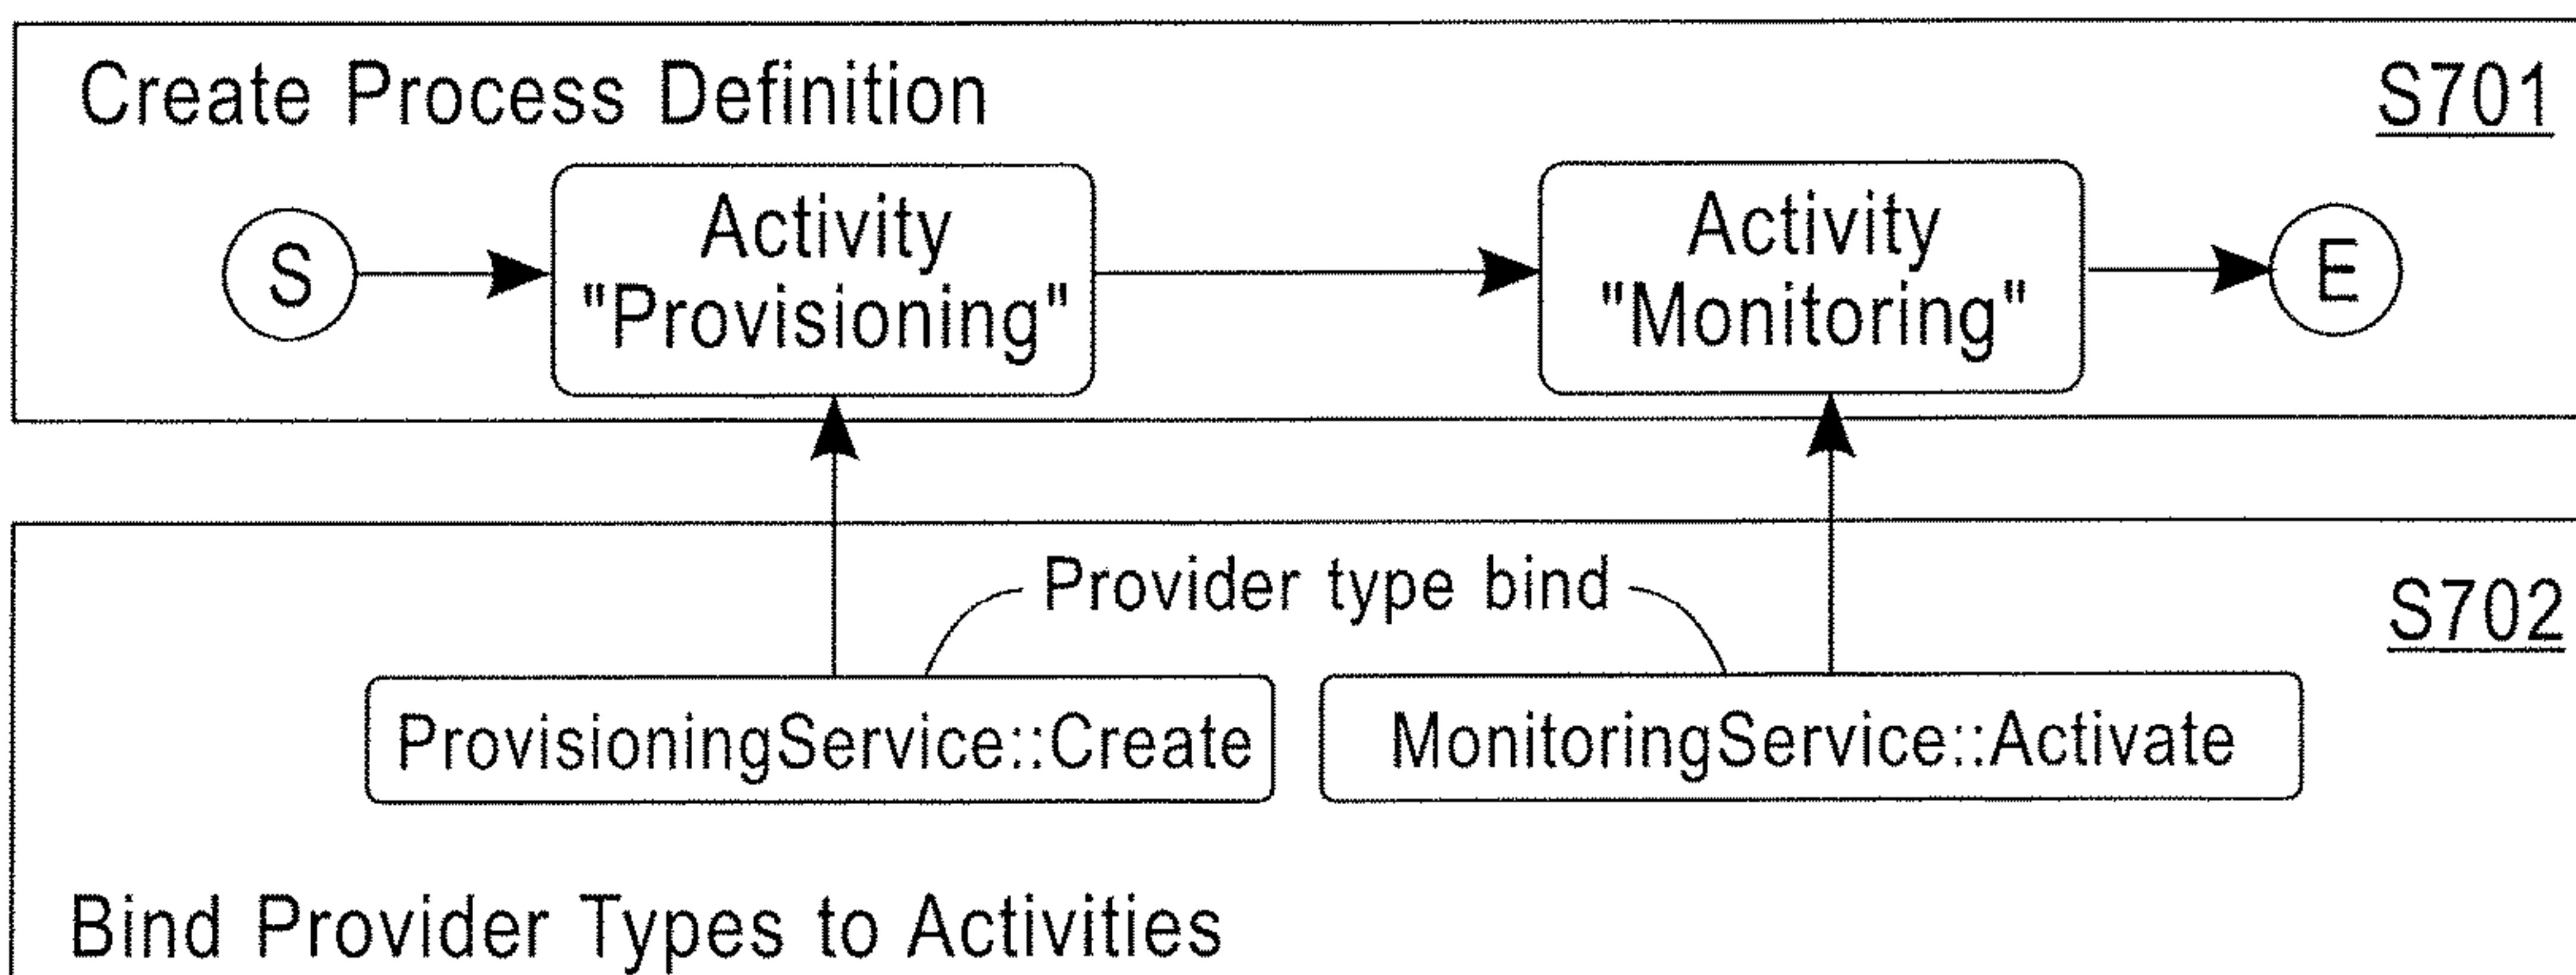 Create Process Definition
S701
S
Activity
"Provisioning"
Activity
"Monitoring"
E
Provider type bind
S702
ProvisioningService::Create
MonitoringService::Activate
Bind Provider Types to Activities